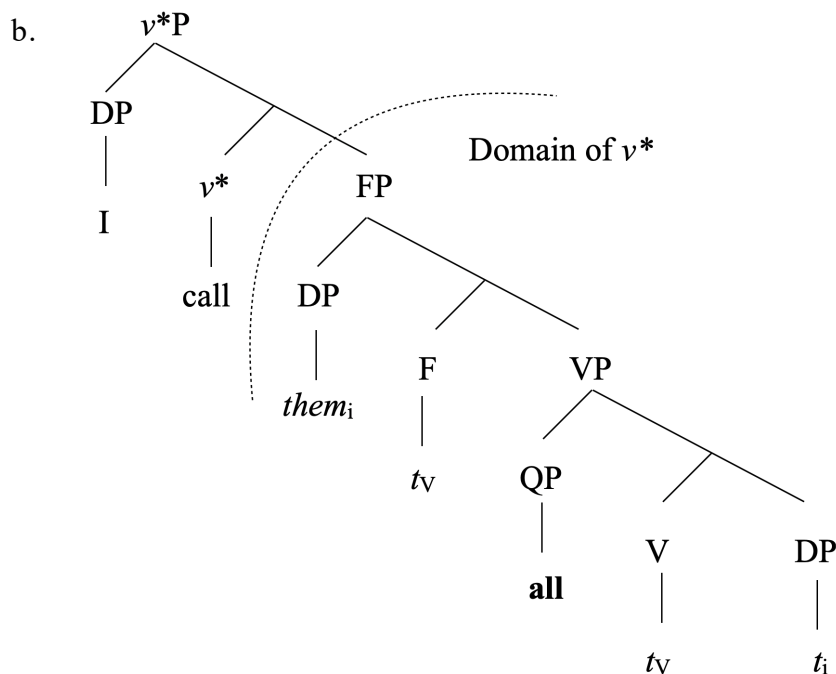 b.
v*P
DP
Domain of v*
v*
FP
I
call
DP
F
VP
themi
tV
QP
V
DP
all
tV
ti